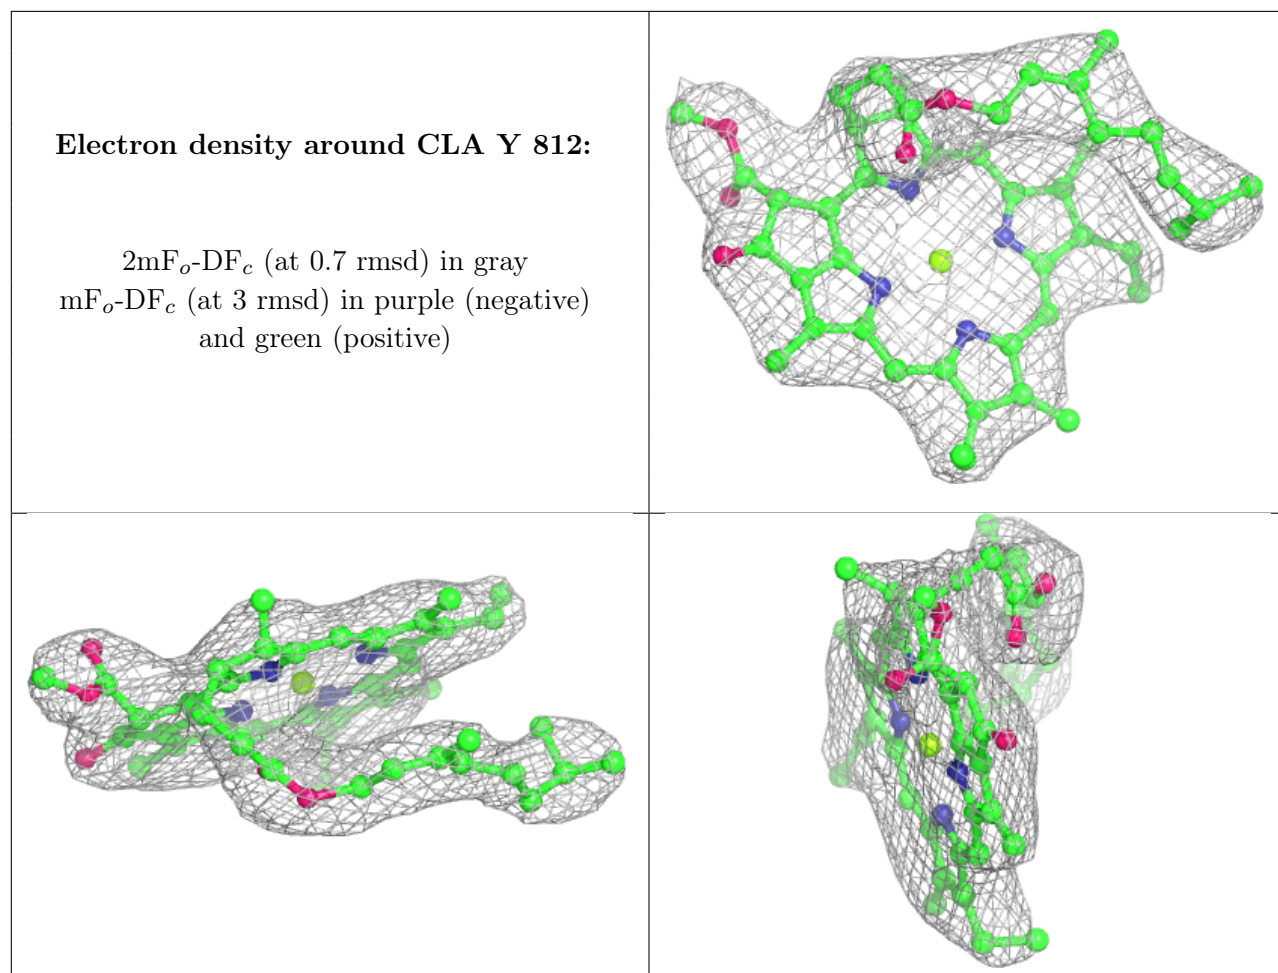 Electron density around CLA Y 812:
2mFo-DFc (at 0.7 rmsd) in gray
mFo-DFc (at 3 rmsd) in purple (negative)
and green (positive)